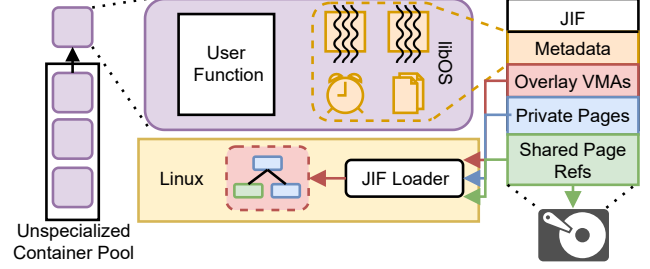 JIF
Metadata
Overlay VMAs
Private Pages
Shared Page
Refs
User
Function
libOS
Linux
JIF Loader
Unspecialized
Container Pool